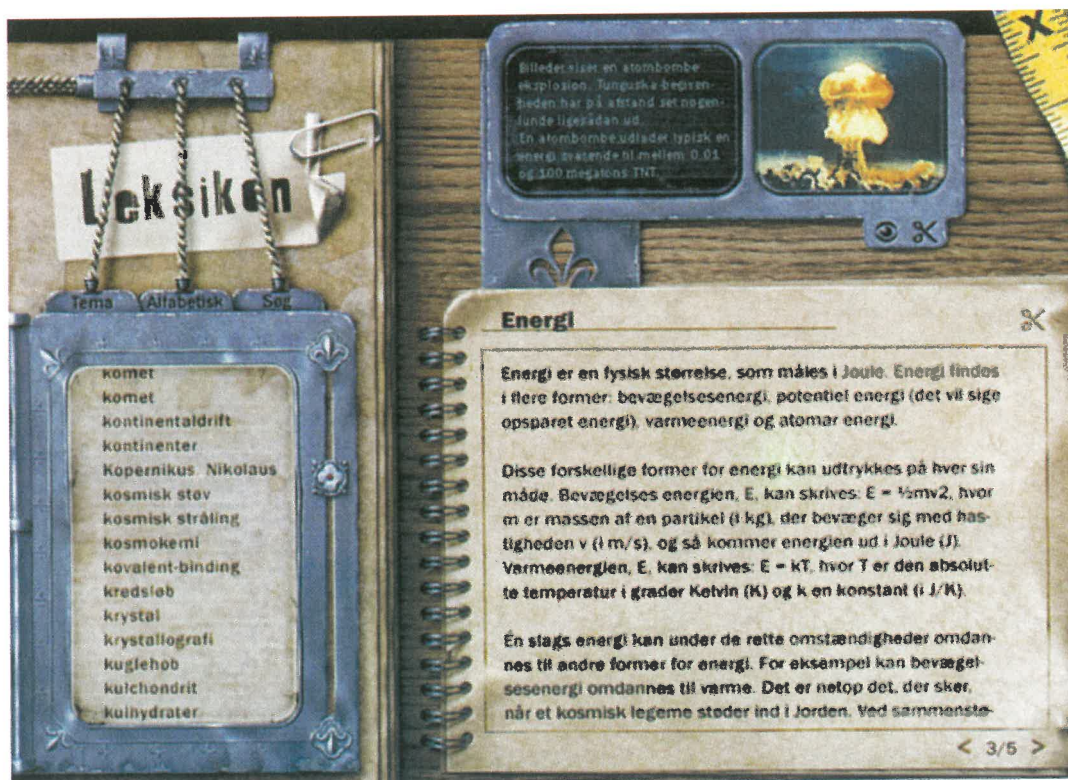 Leksikon
Tema
Alfabetisk
Søg
komet
komet
kontinentaldrift
kontinenter
Kopernikus Nikolaus
kosmisk støv
kosmisk stråling
kosmokemi
kovalent-binding
kredsløb
krystal
krystallografi
kuglehob
kulchondrit
kulhydrater
Billedet viser en atombombe
eksplosion. Tunguska-begiven-
heden har på afstand set nogen-
lunde ligesådan ud.
En atombombe udlader typisk en
energi svarende til mellem 0,01
og 100 megatons TNT.
X
Energi
Energi er en fysisk størrelse, som måles i Joule. Energi findes
i flere former: bevægelsesenergi, potentiel energi (det vil sige
opsparet energi), varmeenergi og atomar energi.
Disse forskellige former for energi kan udtrykkes på hver sin
måde. Bevægelses energien, E, kan skrives: E = ½mv2, hvor
m er massen af en partikel (i kg), der bevæger sig med has-
tigheden v (i m/s), og så kommer energien ud i Joule (J).
Varmeenergien, E, kan skrives: E = kT, hvor T er den absolut-
te temperatur i grader Kelvin (K) og k en konstant (i J/K).
En slags energi kan under de rette omstændigheder omdan-
nes til andre former for energi. For eksempel kan bevægel-
sesenergi omdannes til varme. Det er netop det, der sker,
når et kosmisk legeme støder ind i Jorden. Ved sammenstø-
< 3/5 >